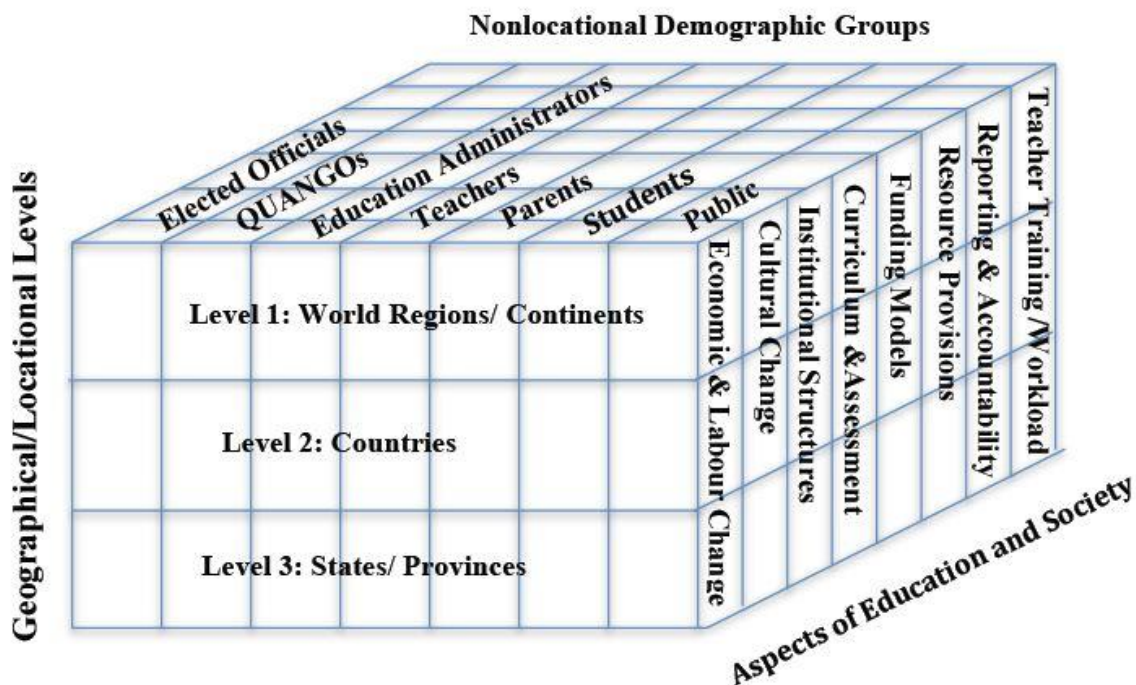 Nonlocational Demographic Groups
Elected Officials
QUANGOs
Education Administrators
Teachers
Parents
Students
Public
Geographical/Locational Levels
Level 1: World Regions/ Continents
Level 2: Countries
Level 3: States/ Provinces
Economic & Labour Change
Cultural Change
Institutional Structures
Curriculum &Assessment
Funding Models
Resource Provisions
Reporting & Accountability
Teacher Training /Workload
Aspects of Education and Society